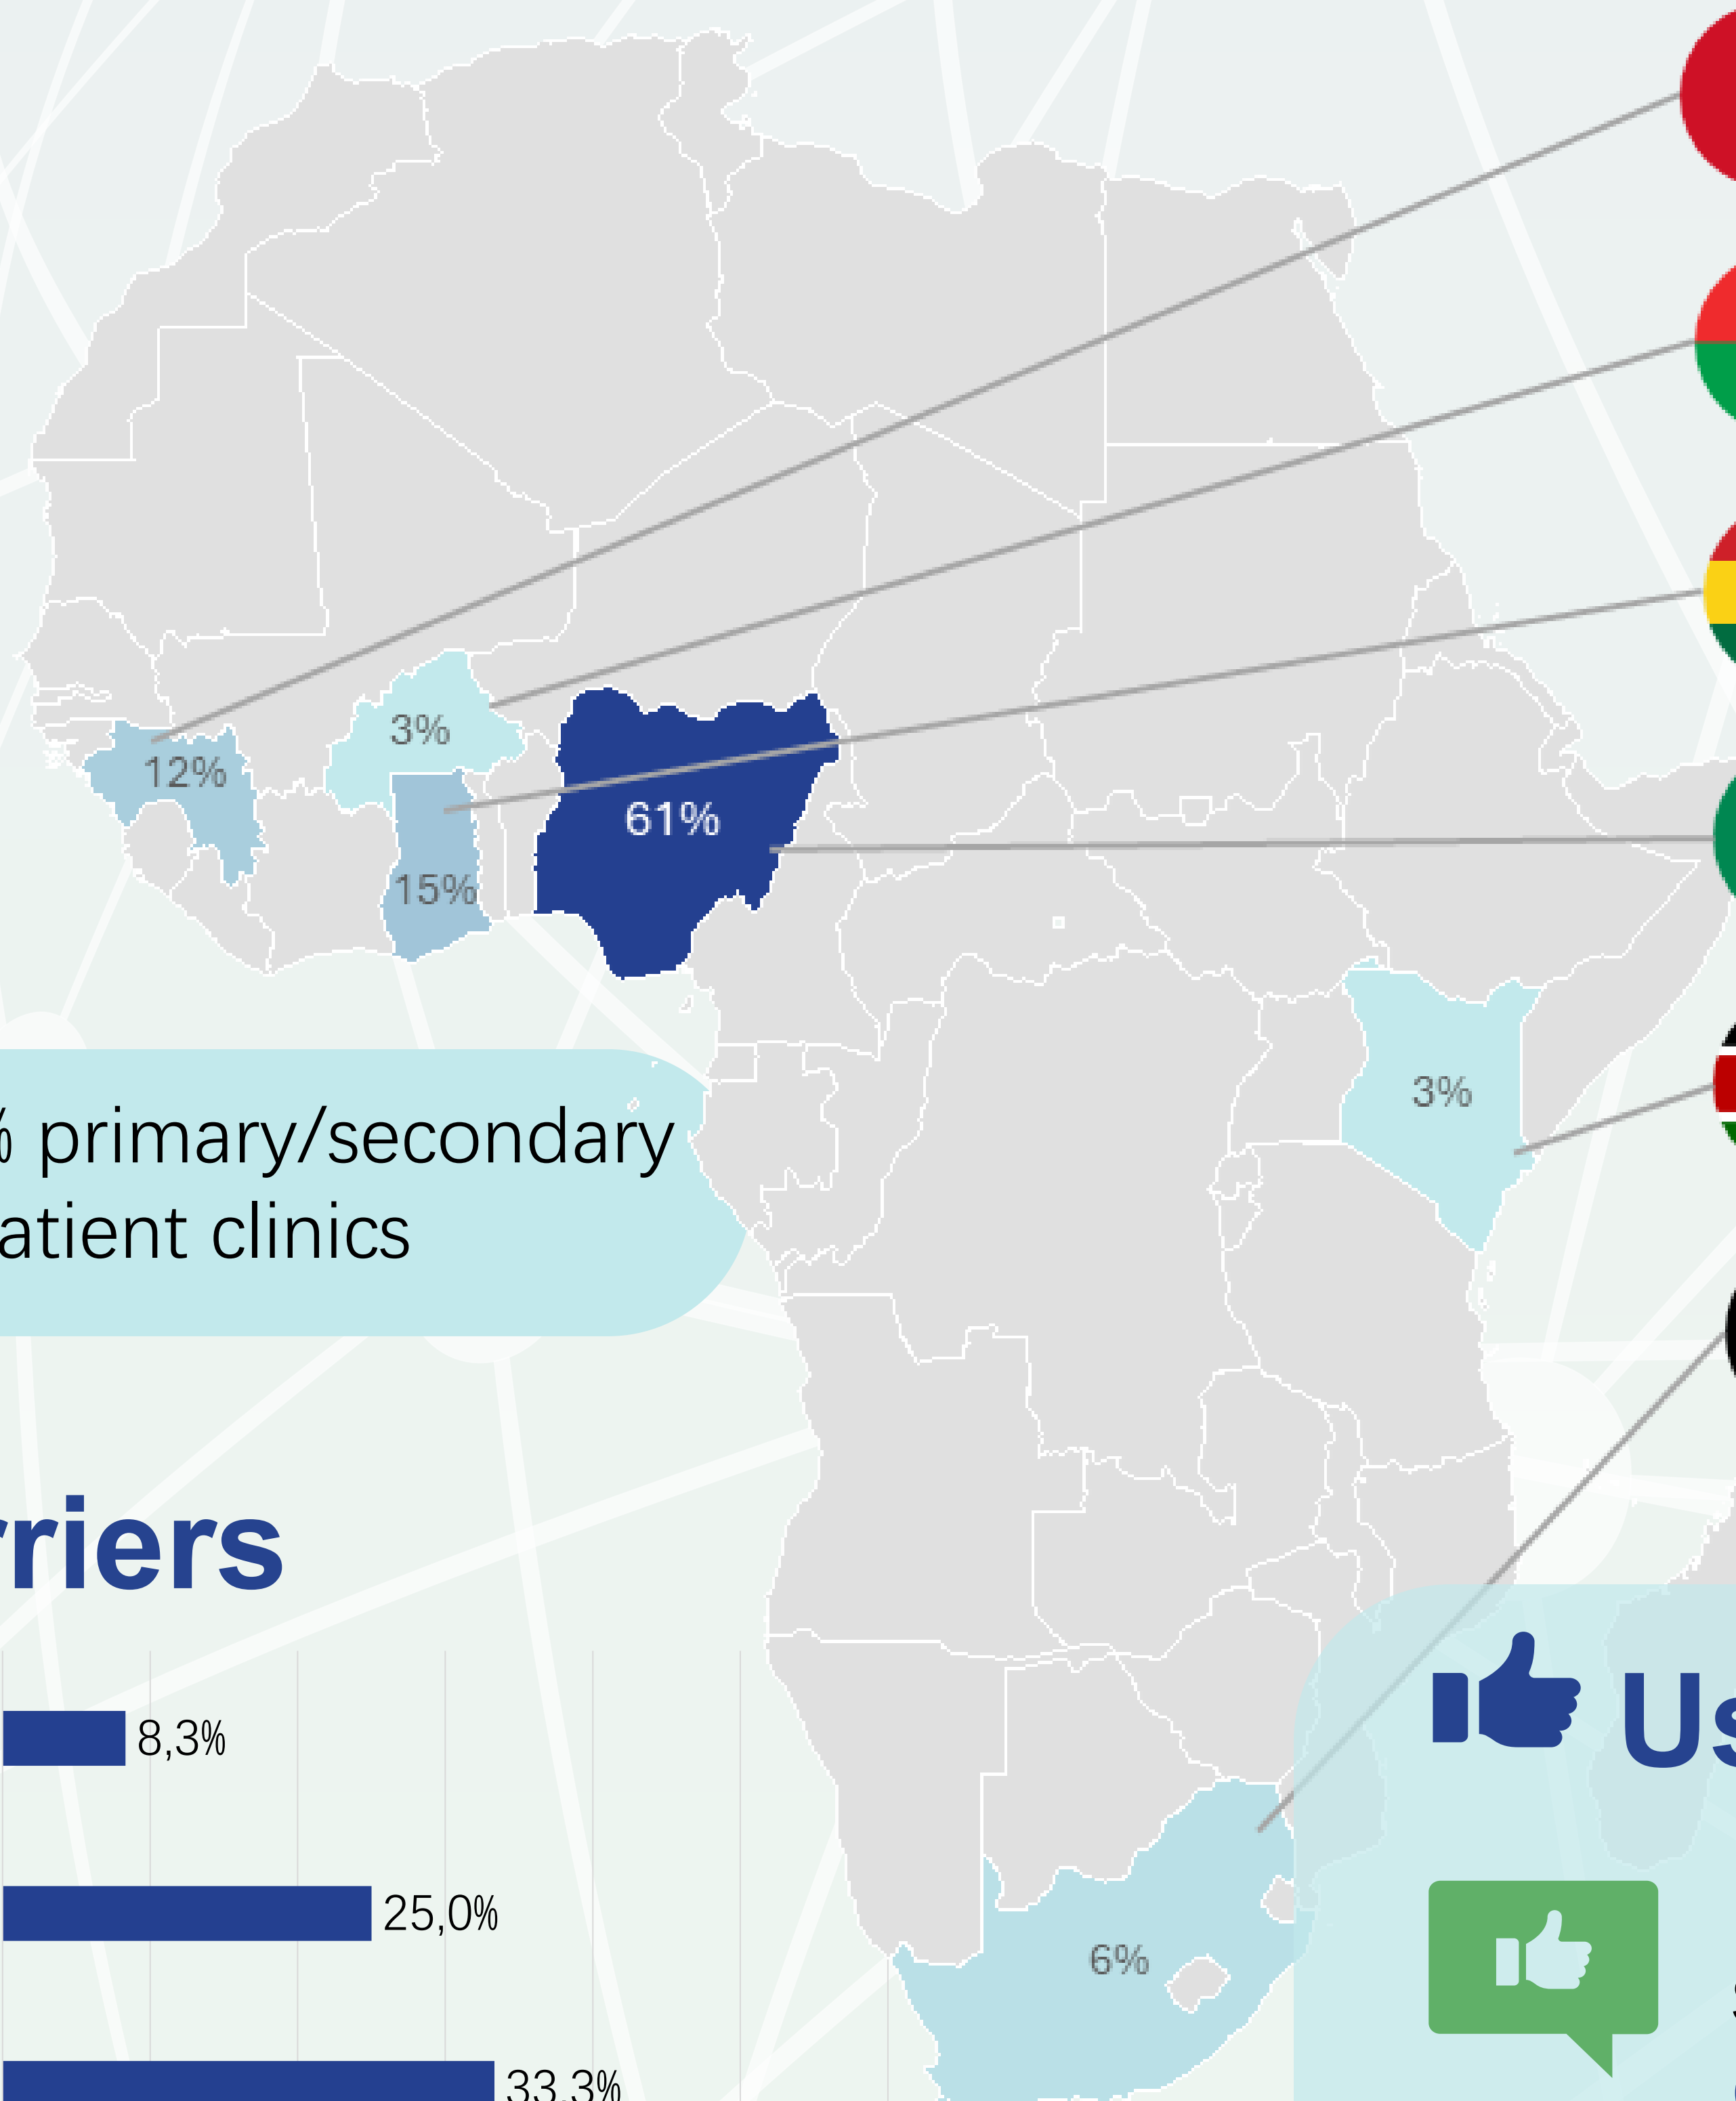 3%
12%
61%
15%
3%
% primary/secondary
atient clinics
rriers
8,3%
Us
25,0%
6%
33,3%